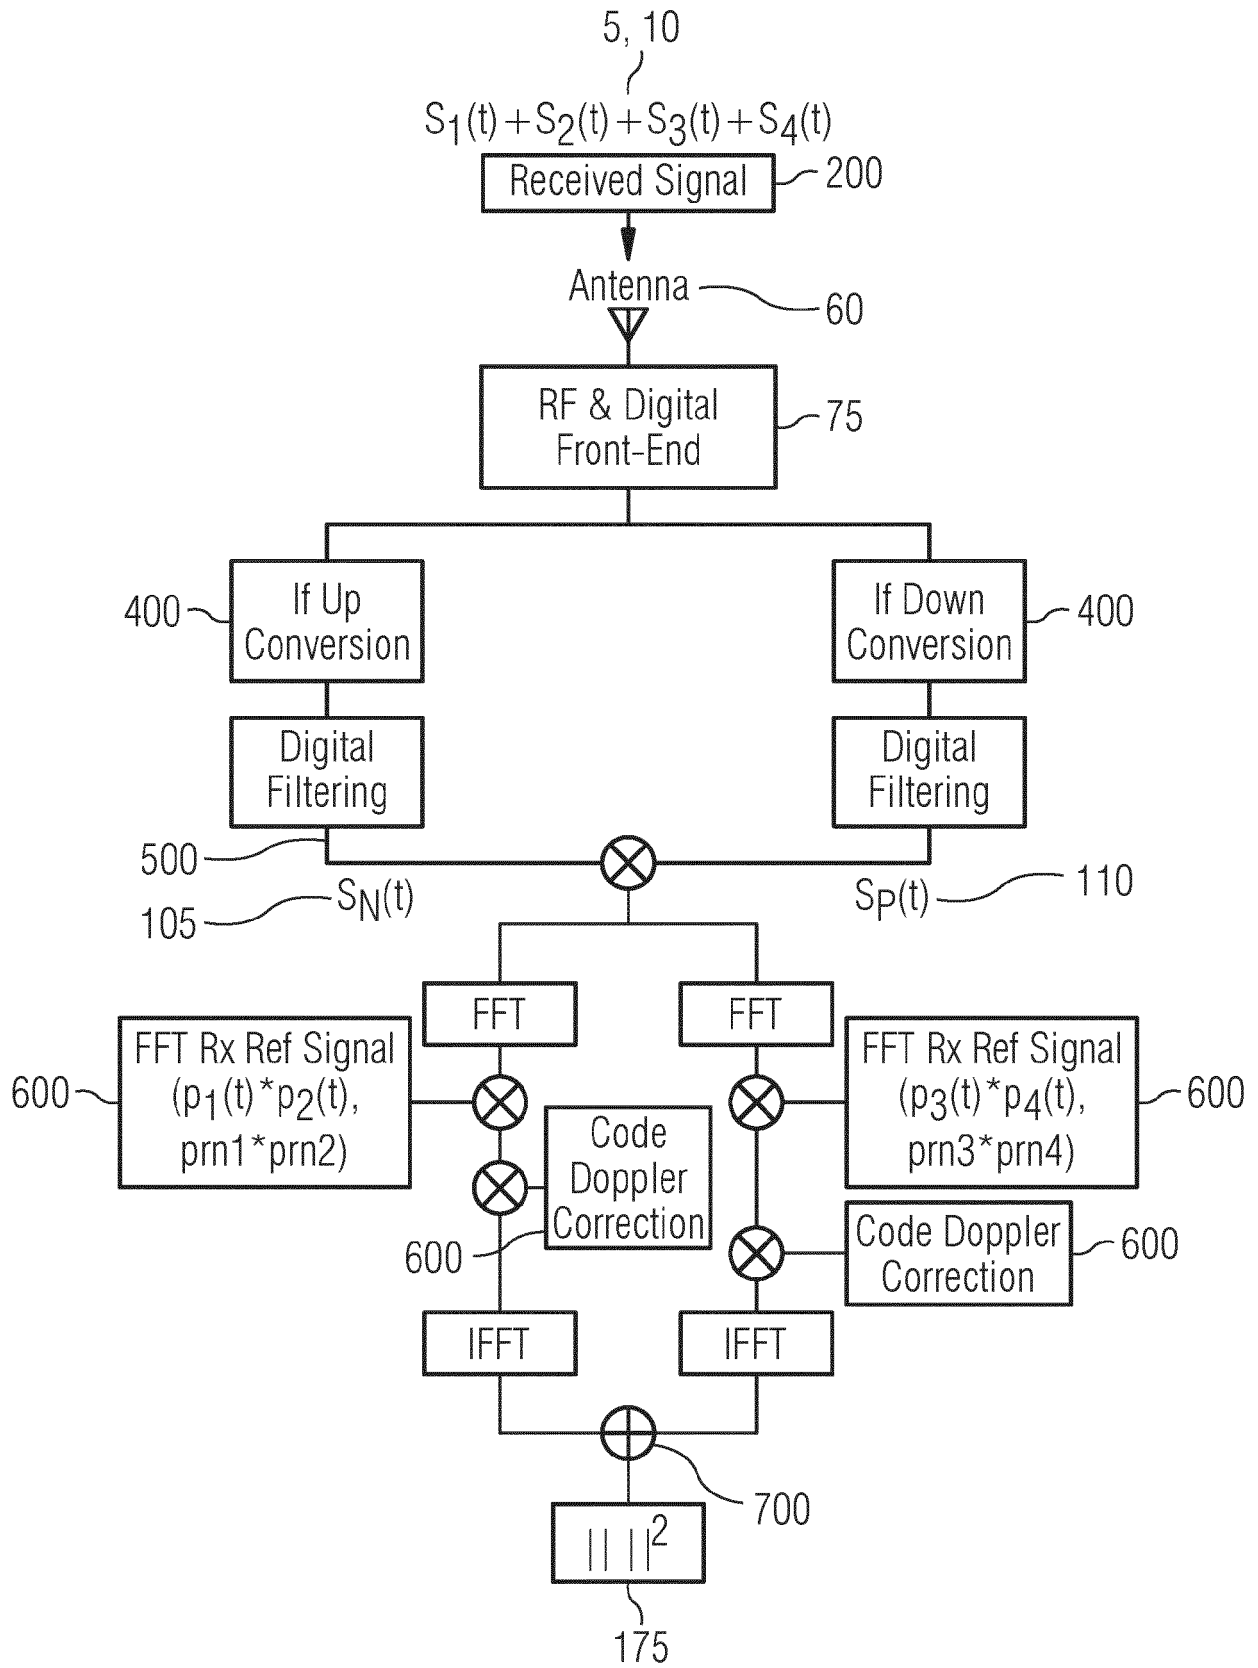 5, 10
S1(t)+S2(t)+S3(t)+S4(t)
Received Signal
200
Antenna
60
RF & Digital
Front-End
75
400
If Up
Conversion
If Down
Conversion
400
Digital
Filtering
Digital
Filtering
500
105
SN(t)
SP(t)
110
FFT
FFT
600
FFT Rx Ref Signal
(p1(t)*p2(t),
prn1*prn2)
FFT Rx Ref Signal
(p3(t)*p4(t),
prn3*prn4)
600
Code
Doppler
Correction
600
Code Doppler
Correction
600
IFFT
IFFT
700
|| ||2
175